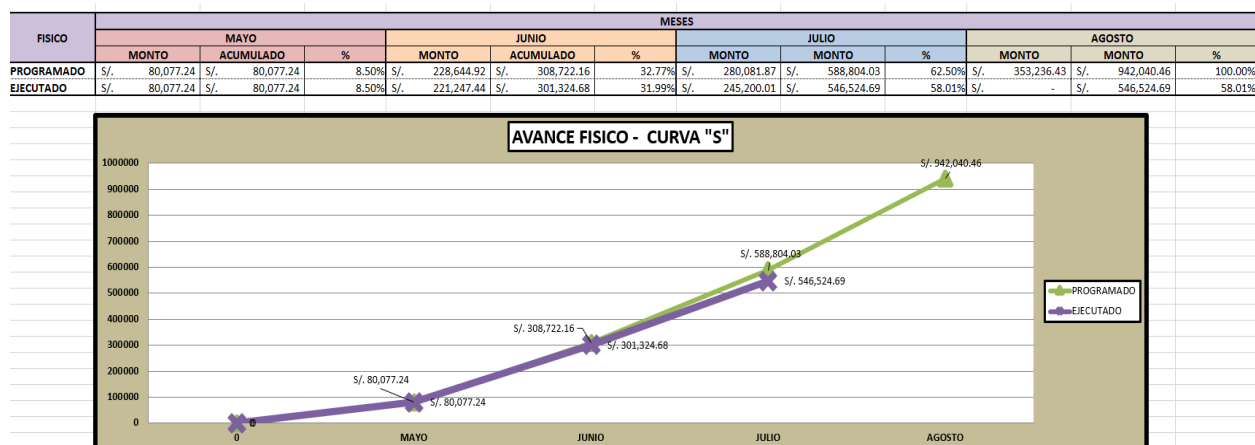 MESES
FISICO
MAYO JUNIO JULIO AGOSTO
MONTO ACUMULADO % MONTO ACUMULADO % MONTO MONTO % MONTO MONTO %
PROGRAMADO S/. 80,077.24 S/. 80,077.24 8.50% S/. 228,644.92 S/. 308,722.16 32.77% S/. 280,081.87 S/. 588,804.03 62.50% S/. 353,236.43 S/. 942,040.46 100.00%
EJECUTADO S/. 80,077.24 S/. 80,077.24 8.50% S/. 221,247.44 S/. 301,324.68 31.99% S/. 245,200.01 S/. 546,524.69 58.01% S/. - S/. 546,524.69 58.01%
AVANCE FISICO - CURVA "S"
1000000
S/. 942,040.46
900000
800000
700000
S/. 588,804.03
600000
S/. 546,524.69
500000
PROGRAMADO
EJECUTADO
400000
S/. 308,722.16
300000
S/. 301,324.68
200000
S/. 80,077.24
100000
S/. 80,077.24
0
0
0 MAYO JUNIO JULIO AGOSTO